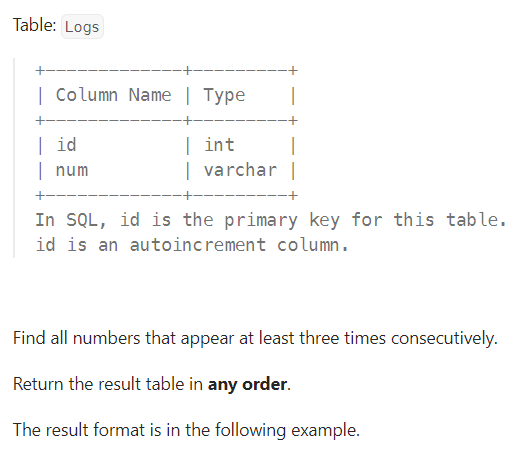 Table: Logs
+-------------+---------+
| Column Name | Type    |
+-------------+---------+
| id          | int     |
| num         | varchar |
+-------------+---------+
In SQL, id is the primary key for this table.
id is an autoincrement column.
Find all numbers that appear at least three times consecutively.
Return the result table in any order.
The result format is in the following example.